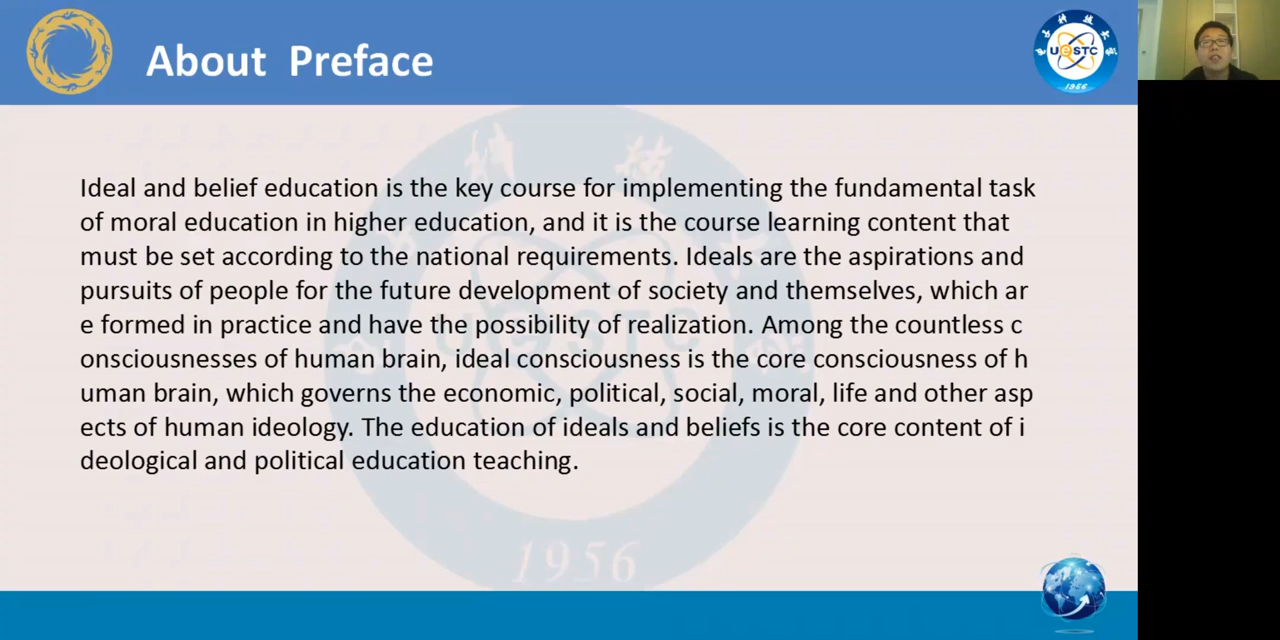 About Preface
UESTC
1956
Ideal and belief education is the key course for implementing the fundamental task
of moral education in higher education, and it is the course learning content that
must be set according to the national requirements. Ideals are the aspirations and
pursuits of people for the future development of society and themselves, which ar
e formed in practice and have the possibility of realization. Among the countless c
onsciousnesses of human brain, ideal consciousness is the core consciousness of h
uman brain, which governs the economic, political, social, moral, life and other asp
ects of human ideology. The education of ideals and beliefs is the core content of i
deological and political education teaching.
1956